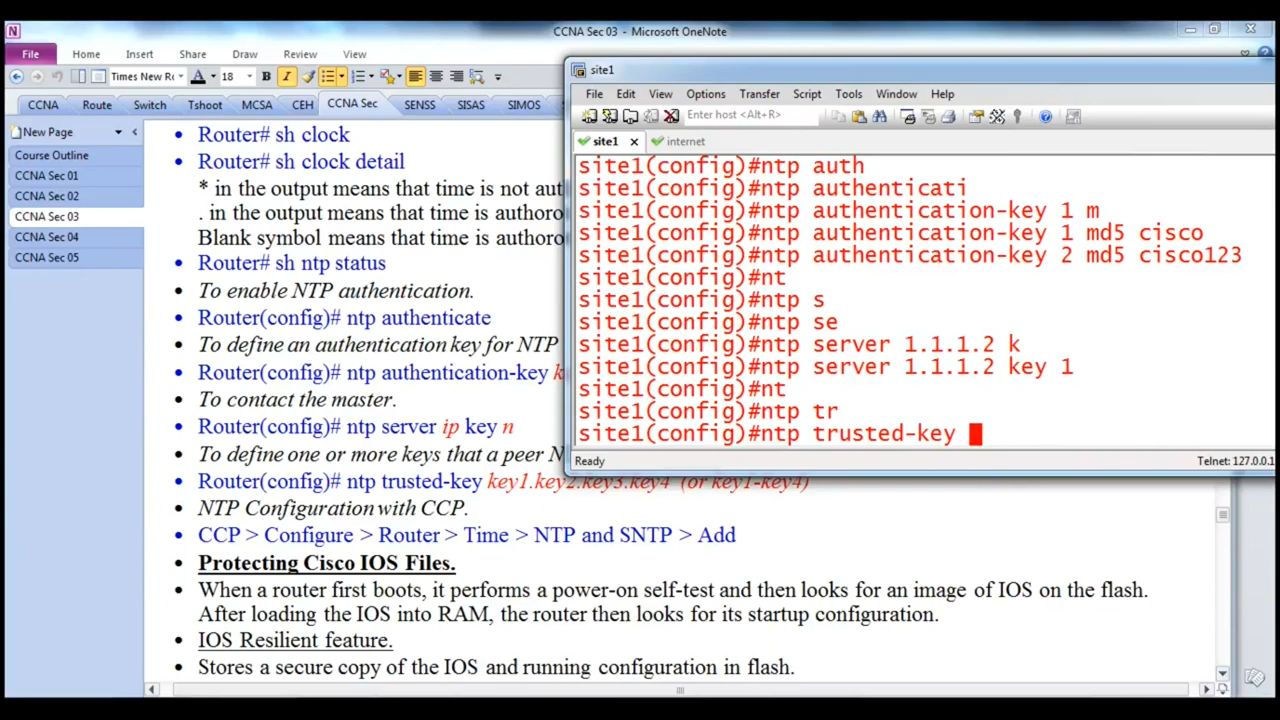 CCNA Sec 03 - Microsoft OneNote
File Home Insert Share Draw Review View
Times New Ro 18 B I A
CCNA Route Switch Tshoot MCSA CEH CCNA Sec SENSS SISAS SIMOS
New Page
Course Outline
CCNA Sec 01
CCNA Sec 02
CCNA Sec 03
CCNA Sec 04
CCNA Sec 05
Router# sh clock
Router# sh clock detail
* in the output means that time is not aut
. in the output means that time is authoro
Blank symbol means that time is authoro
Router# sh ntp status
To enable NTP authentication.
Router(config)# ntp authenticate
To define an authentication key for NTP
Router(config)# ntp authentication-key k
To contact the master.
Router(config)# ntp server ip key n
To define one or more keys that a peer N
Router(config)# ntp trusted-key key1.key2.key3.key4 (or key1-key4)
NTP Configuration with CCP.
CCP > Configure > Router > Time > NTP and SNTP > Add
Protecting Cisco IOS Files.
When a router first boots, it performs a power-on self-test and then looks for an image of IOS on the flash.
After loading the IOS into RAM, the router then looks for its startup configuration.
IOS Resilient feature.
Stores a secure copy of the IOS and running configuration in flash.
site1
File Edit View Options Transfer Script Tools Window Help
Enter host <Alt+R>
site1 internet
site1(config)#ntp auth
site1(config)#ntp authenticati
site1(config)#ntp authentication-key 1 m
site1(config)#ntp authentication-key 1 md5 cisco
site1(config)#ntp authentication-key 2 md5 cisco123
site1(config)#nt
site1(config)#ntp s
site1(config)#ntp se
site1(config)#ntp server 1.1.1.2 k
site1(config)#ntp server 1.1.1.2 key 1
site1(config)#nt
site1(config)#ntp tr
site1(config)#ntp trusted-key
Ready Telnet: 127.0.0.1